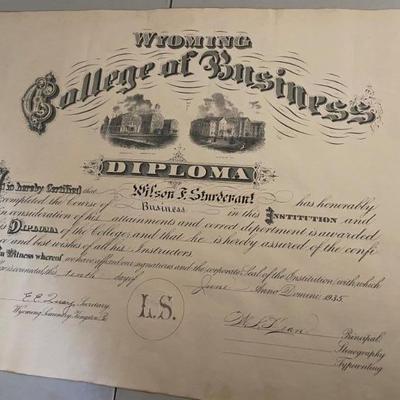 WYOMING
College of Business
DIPLOMA
is hereby Certified that Wilson F. Sturdevant has honorably
completed the Course of Business in this INSTITUTION and
in consideration of his attainments and correct deportment is awarded
DIPLOMA of the College, and that he is hereby assured of the confi
ce and best wishes of all his Instructors.
In Witness whereof we have affixed our signatures and the corporate Seal of the Institution with which
is connected this tenth day of June Anno Domini 1935
Secretary
Wyoming Seminary, Kingston Pa
L.S.
Principal:
Stenography
Typewriting